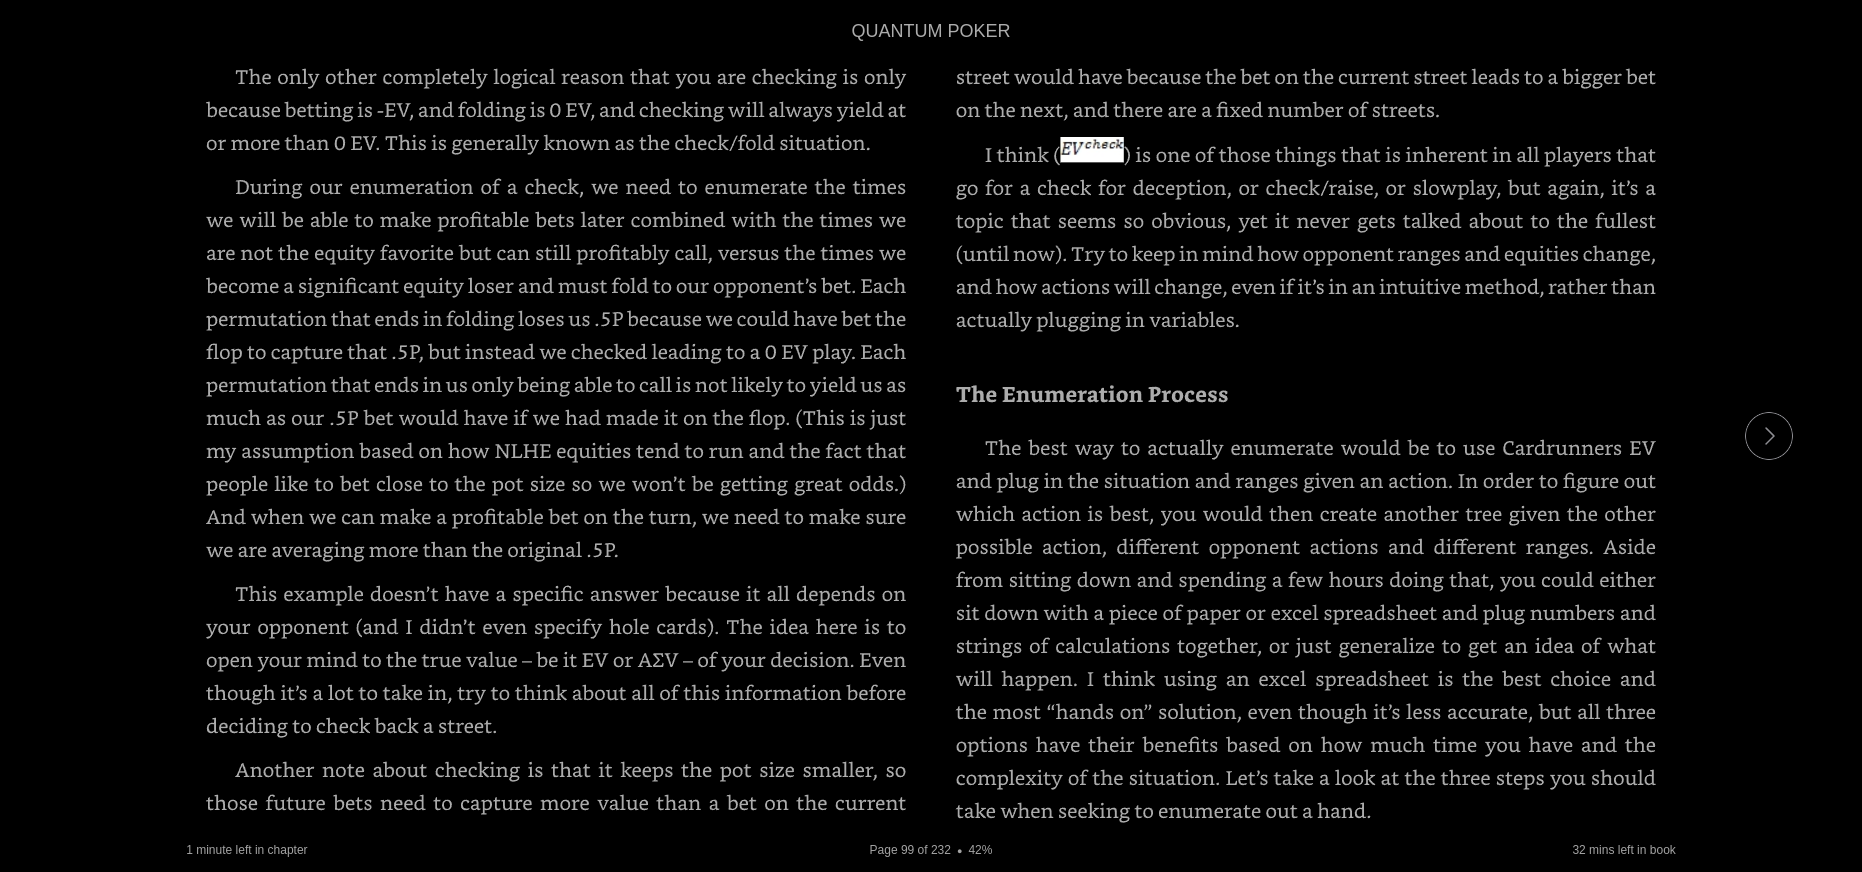 QUANTUM POKER
The only other completely logical reason that you are checking is only
because betting is -EV, and folding is 0 EV, and checking will always yield at
or more than 0 EV. This is generally known as the check/fold situation.
During our enumeration of a check, we need to enumerate the times
we will be able to make profitable bets later combined with the times we
are not the equity favorite but can still profitably call, versus the times we
become a significant equity loser and must fold to our opponent’s bet. Each
permutation that ends in folding loses us .5P because we could have bet the
flop to capture that .5P, but instead we checked leading to a 0 EV play. Each
permutation that ends in us only being able to call is not likely to yield us as
much as our .5P bet would have if we had made it on the flop. (This is just
my assumption based on how NLHE equities tend to run and the fact that
people like to bet close to the pot size so we won’t be getting great odds.)
And when we can make a profitable bet on the turn, we need to make sure
we are averaging more than the original .5P.
This example doesn’t have a specific answer because it all depends on
your opponent (and I didn’t even specify hole cards). The idea here is to
open your mind to the true value – be it EV or AΣV – of your decision. Even
though it’s a lot to take in, try to think about all of this information before
deciding to check back a street.
Another note about checking is that it keeps the pot size smaller, so
those future bets need to capture more value than a bet on the current
street would have because the bet on the current street leads to a bigger bet
on the next, and there are a fixed number of streets.
I think (EV^check) is one of those things that is inherent in all players that
go for a check for deception, or check/raise, or slowplay, but again, it’s a
topic that seems so obvious, yet it never gets talked about to the fullest
(until now). Try to keep in mind how opponent ranges and equities change,
and how actions will change, even if it’s in an intuitive method, rather than
actually plugging in variables.
The Enumeration Process
The best way to actually enumerate would be to use Cardrunners EV
and plug in the situation and ranges given an action. In order to figure out
which action is best, you would then create another tree given the other
possible action, different opponent actions and different ranges. Aside
from sitting down and spending a few hours doing that, you could either
sit down with a piece of paper or excel spreadsheet and plug numbers and
strings of calculations together, or just generalize to get an idea of what
will happen. I think using an excel spreadsheet is the best choice and
the most “hands on” solution, even though it’s less accurate, but all three
options have their benefits based on how much time you have and the
complexity of the situation. Let’s take a look at the three steps you should
take when seeking to enumerate out a hand.
1 minute left in chapter
Page 99 of 232 • 42%
32 mins left in book